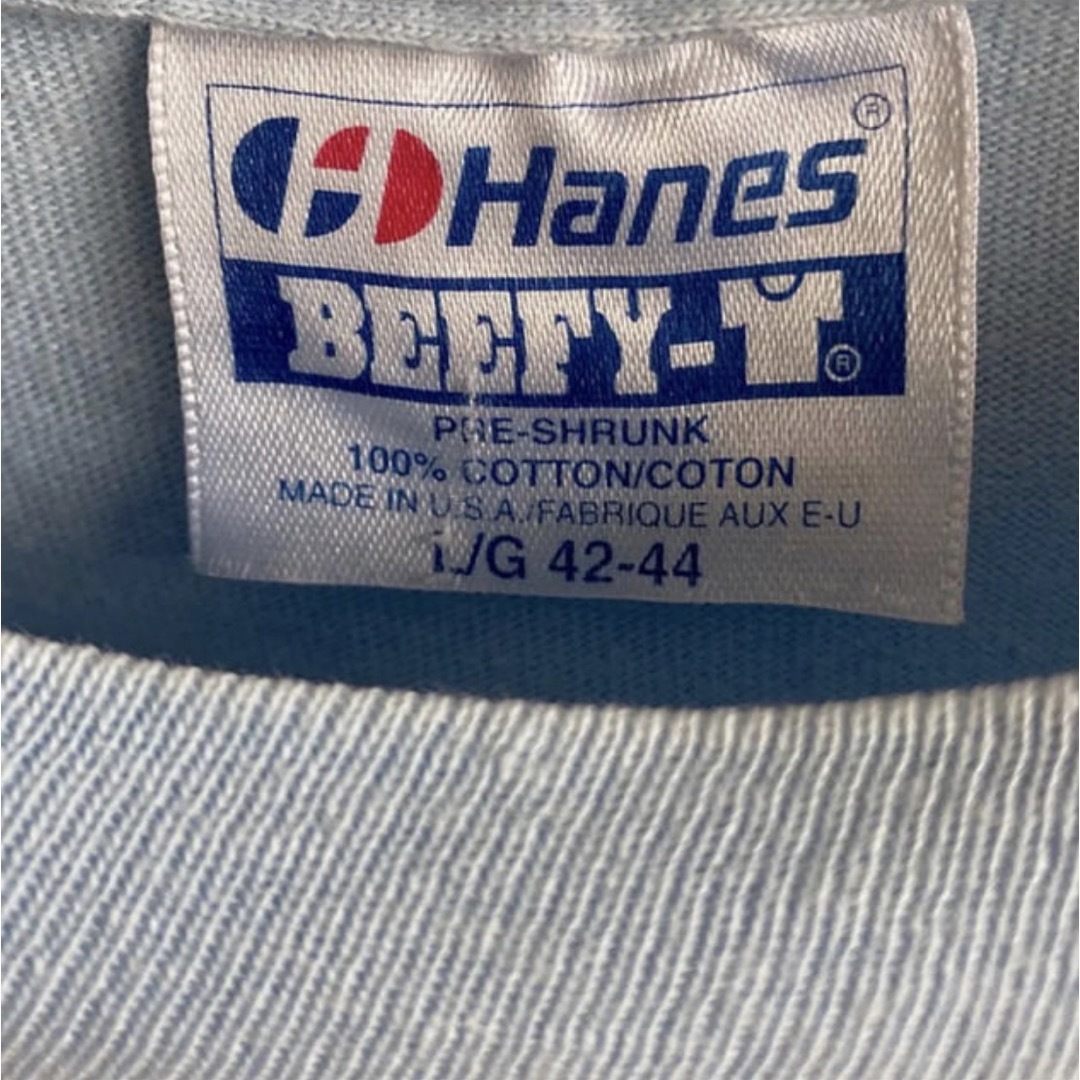 Hanes®
BEEFY-T®
PRE-SHRUNK
100% COTTON/COTON
MADE IN U.S.A./FABRIQUE AUX E-U
L/G 42-44